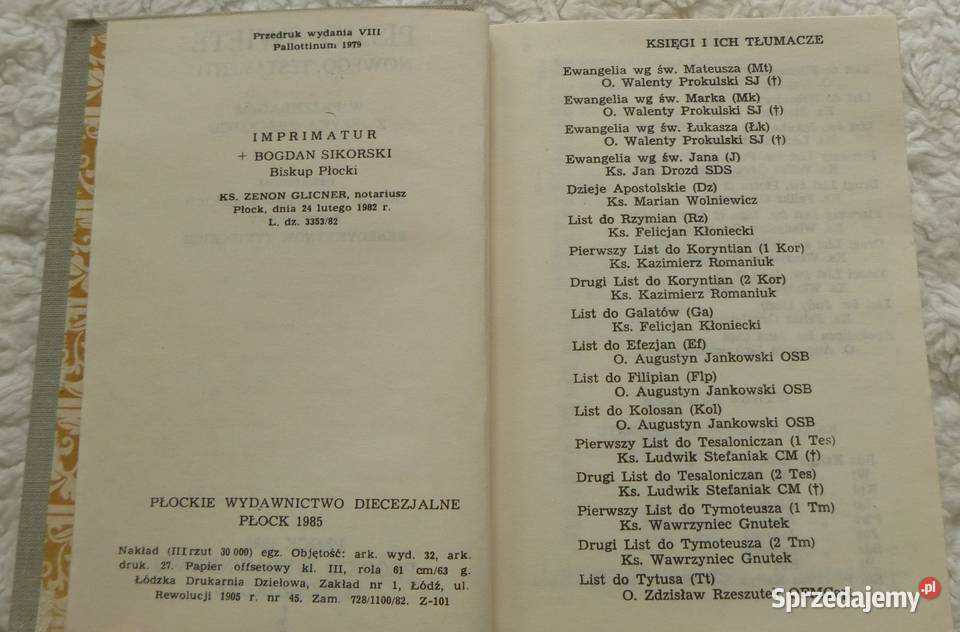 Przedruk wydania VIII
Pallottinum 1979
IMPRIMATUR
+ BOGDAN SIKORSKI
Biskup Płocki
KS. ZENON GLICNER, notariusz
Płock, dnia 24 lutego 1982 r.
L. dz. 3353/82
PŁOCKIE WYDAWNICTWO DIECEZJALNE
PŁOCK 1985
Nakład (III rzut 30 000) egz. Objętość: ark. wyd. 32, ark.
druk. 27. Papier offsetowy kl. III, rola 61 cm/63 g.
Łódzka Drukarnia Dziełowa, Zakład nr 1, Łódź, ul.
Rewolucji 1905 r. nr 45. Zam. 728/1100/82. Z-101
KSIĘGI I ICH TŁUMACZE
Ewangelia wg św. Mateusza (Mt)
O. Walenty Prokulski SJ (†)
Ewangelia wg św. Marka (Mk)
O. Walenty Prokulski SJ (†)
Ewangelia wg św. Łukasza (Łk)
O. Walenty Prokulski SJ (†)
Ewangelia wg św. Jana (J)
Ks. Jan Drozd SDS
Dzieje Apostolskie (Dz)
Ks. Marian Wolniewicz
List do Rzymian (Rz)
Ks. Felicjan Kłoniecki
Pierwszy List do Koryntian (1 Kor)
Ks. Kazimierz Romaniuk
Drugi List do Koryntian (2 Kor)
Ks. Kazimierz Romaniuk
List do Galatów (Ga)
Ks. Felicjan Kłoniecki
List do Efezjan (Ef)
O. Augustyn Jankowski OSB
List do Filipian (Flp)
O. Augustyn Jankowski OSB
List do Kolosan (Kol)
O. Augustyn Jankowski OSB
Pierwszy List do Tesaloniczan (1 Tes)
Ks. Ludwik Stefaniak CM (†)
Drugi List do Tesaloniczan (2 Tes)
Ks. Ludwik Stefaniak CM (†)
Pierwszy List do Tymoteusza (1 Tm)
Ks. Wawrzyniec Gnutek
Drugi List do Tymoteusza (2 Tm)
Ks. Wawrzyniec Gnutek
List do Tytusa (Tt)
O. Zdzisław Rzeszutek
Sprzedajemy.pl